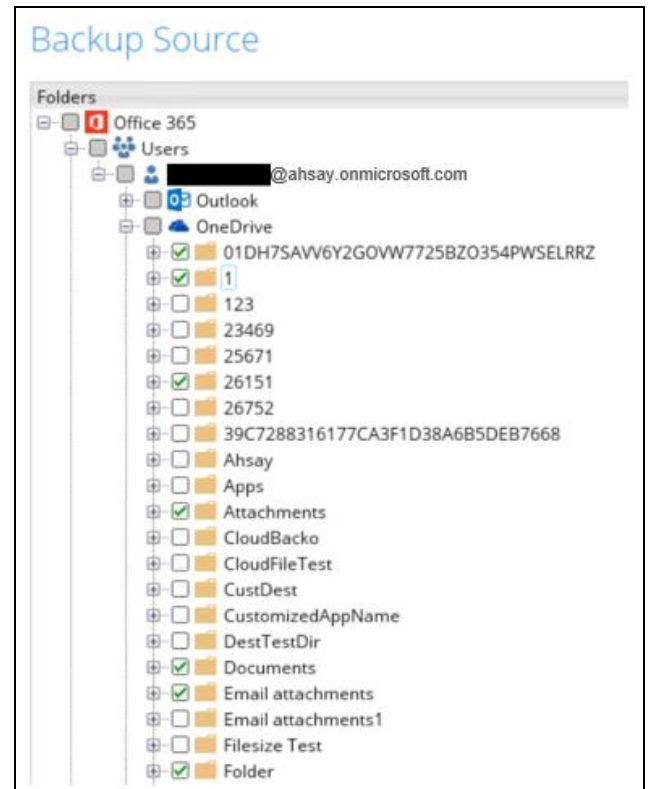 Backup Source
Folders
Office 365
Users
@ahsay.onmicrosoft.com
Outlook
OneDrive
01DH7SAVV6Y2GOVW7725BZO354PWSELRRZ
1
123
23469
25671
26151
26752
39C7288316177CA3F1D38A6B5DEB7668
Ahsay
Apps
Attachments
CloudBacko
CloudFileTest
CustDest
CustomizedAppName
DestTestDir
Documents
Email attachments
Email attachments1
Filesize Test
Folder